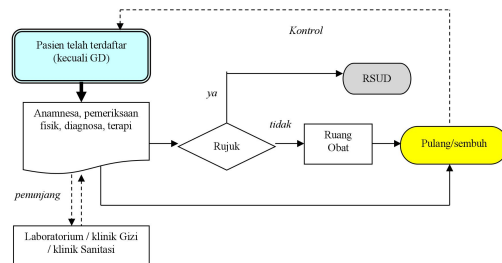 Kontrol
Pasien telah terdaftar
(kecuali GD)
RSUD
ya
Anamnesa, pemeriksaan
fisik, diagnosa, terapi
tidak
Rujuk
Ruang
Obat
Pulang/sembuh
penunjang
Laboratorium / klinik Gizi
/ klinik Sanitasi